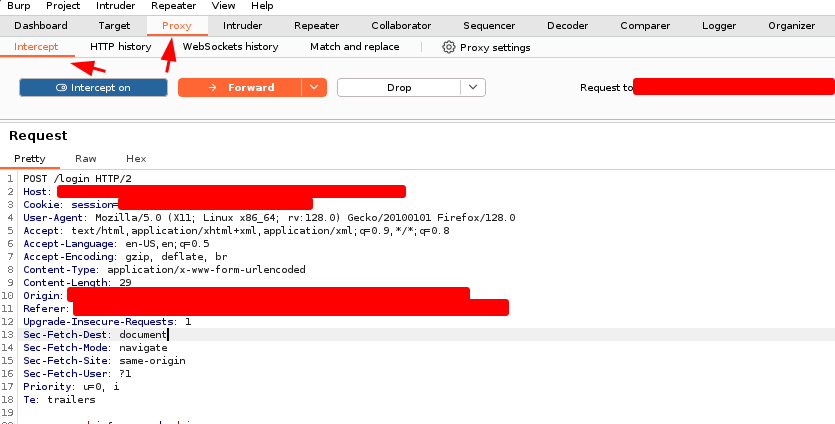 Burp Project Intruder Repeater View Help
Dashboard Target Proxy Intruder Repeater Collaborator Sequencer Decoder Comparer Logger Organizer
Intercept HTTP history WebSockets history Match and replace Proxy settings
Intercept on Forward Drop Request to
Request
Pretty Raw Hex
1 POST /login HTTP/2
2 Host:
3 Cookie: session=
4 User-Agent: Mozilla/5.0 (X11; Linux x86_64; rv:128.0) Gecko/20100101 Firefox/128.0
5 Accept: text/html,application/xhtml+xml,application/xml;q=0.9,*/*;q=0.8
6 Accept-Language: en-US,en;q=0.5
7 Accept-Encoding: gzip, deflate, br
8 Content-Type: application/x-www-form-urlencoded
9 Content-Length: 29
10 Origin:
11 Referer:
12 Upgrade-Insecure-Requests: 1
13 Sec-Fetch-Dest: document
14 Sec-Fetch-Mode: navigate
15 Sec-Fetch-Site: same-origin
16 Sec-Fetch-User: ?1
17 Priority: u=0, i
18 Te: trailers
19